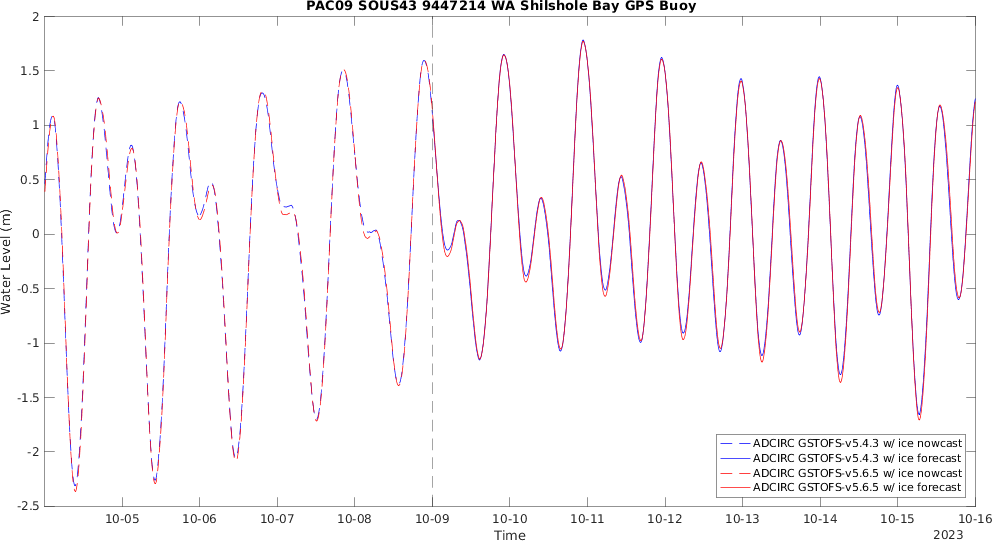 PAC09 SOUS43 9447214 WA Shilshole Bay GPS Buoy
Water Level (m)
2
1.5
1
0.5
0
-0.5
-1
-1.5
-2
-2.5
ADCIRC GSTOFS-v5.4.3 w/ ice nowcast
ADCIRC GSTOFS-v5.4.3 w/ ice forecast
ADCIRC GSTOFS-v5.6.5 w/ ice nowcast
ADCIRC GSTOFS-v5.6.5 w/ ice forecast
10-05 10-06 10-07 10-08 10-09 10-10 10-11 10-12 10-13 10-14 10-15 10-16
Time
2023